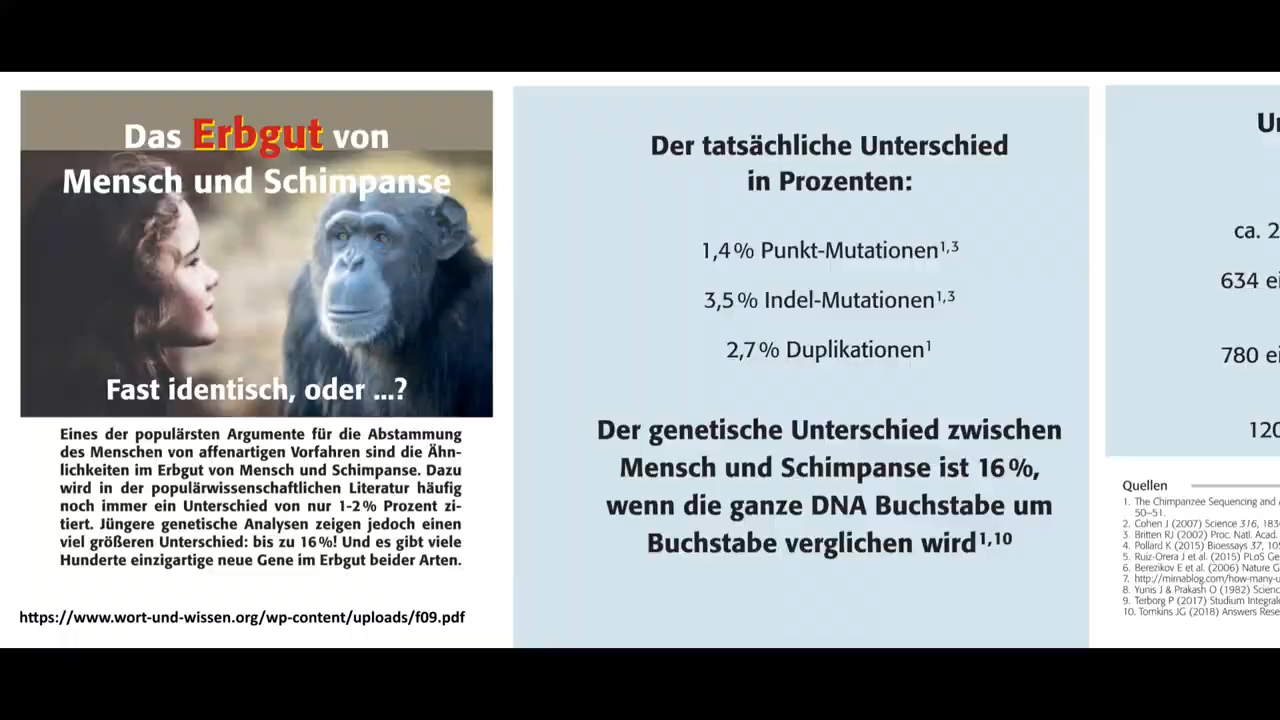 Das Erbgut von
Mensch und Schimpanse
Fast identisch, oder ...?
Eines der populärsten Argumente für die Abstammung
des Menschen von affenartigen Vorfahren sind die Ähn-
lichkeiten im Erbgut von Mensch und Schimpanse. Dazu
wird in der populärwissenschaftlichen Literatur häufig
noch immer ein Unterschied von nur 1-2% Prozent zi-
tiert. Jüngere genetische Analysen zeigen jedoch einen
viel größeren Unterschied: bis zu 16%! Und es gibt viele
Hunderte einzigartige neue Gene im Erbgut beider Arten.
https://www.wort-und-wissen.org/wp-content/uploads/f09.pdf
Der tatsächliche Unterschied
in Prozenten:
1,4% Punkt-Mutationen1,3
3,5% Indel-Mutationen1,3
2,7% Duplikationen1
Der genetische Unterschied zwischen
Mensch und Schimpanse ist 16%,
wenn die ganze DNA Buchstabe um
Buchstabe verglichen wird1,10
ca. 2
634
780
120
Quellen
1. The Chimpanzee Sequencing and
50–51.
2. Cohen J (2007) Science 316,
3. Britten RJ (2002) Proc. Natl. Acad.
4. Pollard K (2015) Bioessays 37,
5. Ruiz-Orera J et al. (2015) PLoS
6. Berezikov E et al. (2006) Nature
7. http://mirnablog.com/how-many-
8. Yunis J & Prakash O (1982)
9. Terborg P (2017) Studium
10. Tomkins JG (2018) Answers